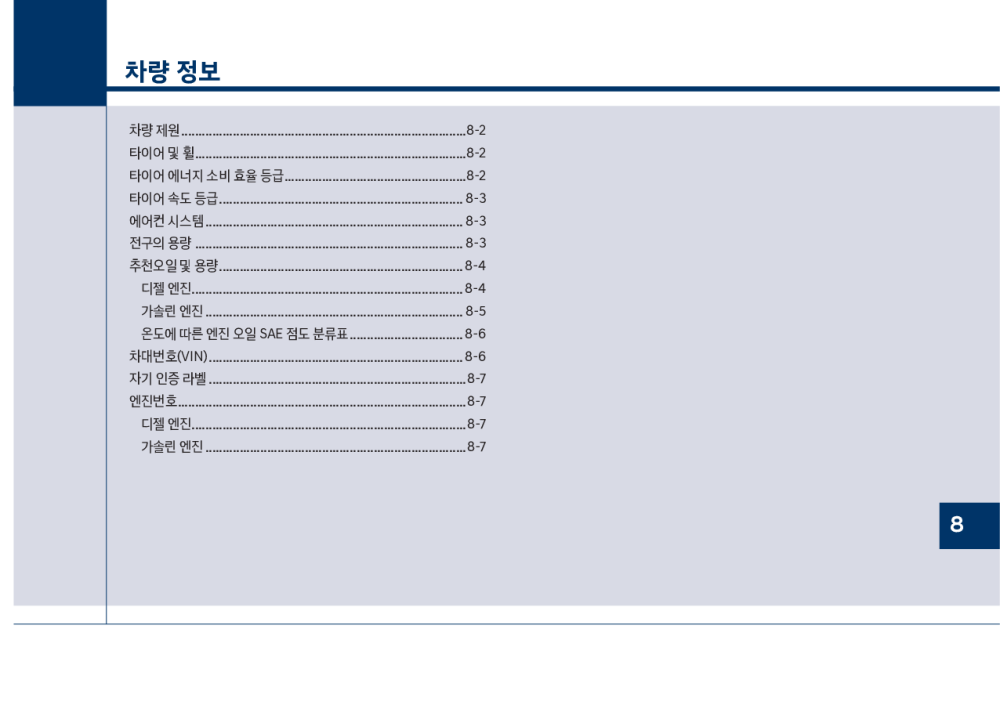 차량 정보
차량 제원....................................................................................8-2
타이어 및 휠................................................................................8-2
타이어 에너지 소비 효율 등급.....................................................8-2
타이어 속도 등급........................................................................ 8-3
에어컨 시스템............................................................................ 8-3
전구의 용량 ............................................................................... 8-3
추천오일 및 용량........................................................................ 8-4
디젤 엔진................................................................................ 8-4
가솔린 엔진 ............................................................................ 8-5
온도에 따른 엔진 오일 SAE 점도 분류표 ................................. 8-6
차대번호(VIN)........................................................................... 8-6
자기 인증 라벨 ............................................................................8-7
엔진번호.....................................................................................8-7
디젤 엔진.................................................................................8-7
가솔린 엔진 .............................................................................8-7
8